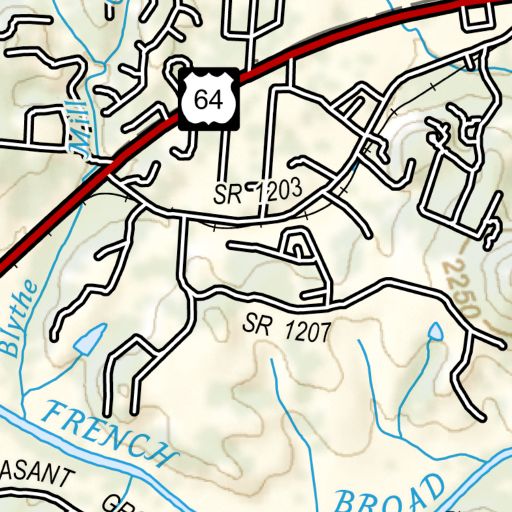 64
Mill
SR 1203
2250
Blythe
SR 1207
FRENCH
BROAD
ASANT